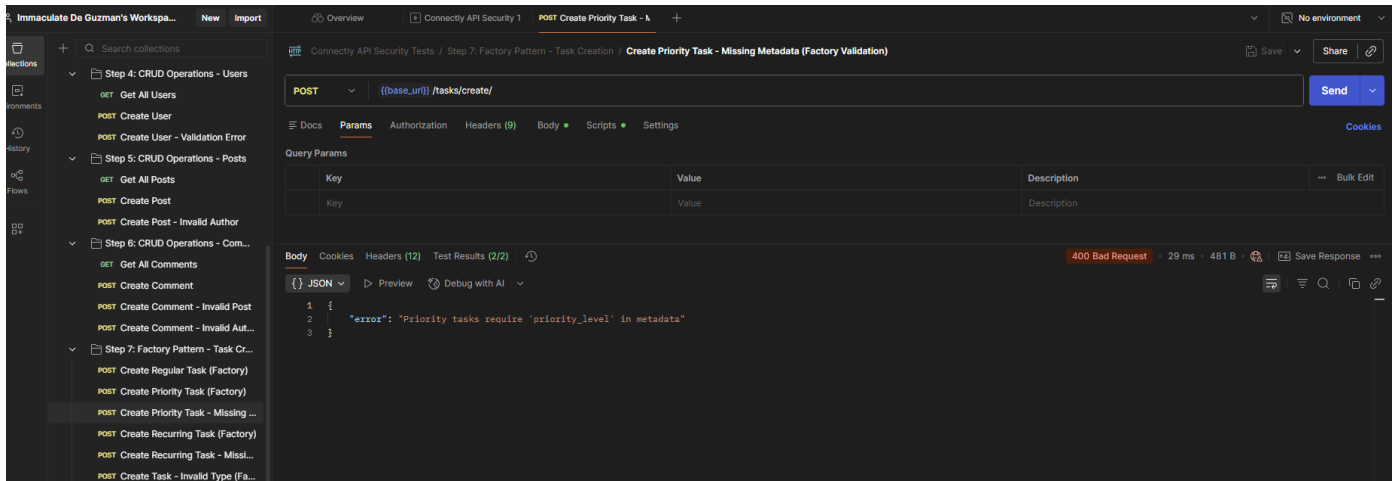 Immaculate De Guzman's Workspa... New Import
Overview Connectly API Security T POST Create Priority Task - M No environment
Collections
Search collections
Connectly API Security Tests / Step 7: Factory Pattern - Task Creation / Create Priority Task - Missing Metadata (Factory Validation) Save Share
Step 4: CRUD Operations - Users
GET Get All Users
POST Create User
POST Create User - Validation Error
Step 5: CRUD Operations - Posts
GET Get All Posts
POST Create Post
POST Create Post - Invalid Author
Step 6: CRUD Operations - Com...
GET Get All Comments
POST Create Comment
POST Create Comment - Invalid Post
POST Create Comment - Invalid Aut...
Step 7: Factory Pattern - Task Cr...
POST Create Regular Task (Factory)
POST Create Priority Task (Factory)
POST Create Priority Task - Missing ...
POST Create Recurring Task (Factory)
POST Create Recurring Task - Missi...
POST Create Task - Invalid Type (Fa...
ironments
History
Flows
POST {{base_url}} /tasks/create/ Send
Docs Params Authorization Headers (9) Body Scripts Settings Cookies
Query Params
Key Value Description Bulk Edit
Key Value Description
Body Cookies Headers (12) Test Results (2/2) 400 Bad Request 29 ms 481 B Save Response
{} JSON Preview Debug with AI
1 {
2 "error": "Priority tasks require 'priority_level' in metadata"
3 }